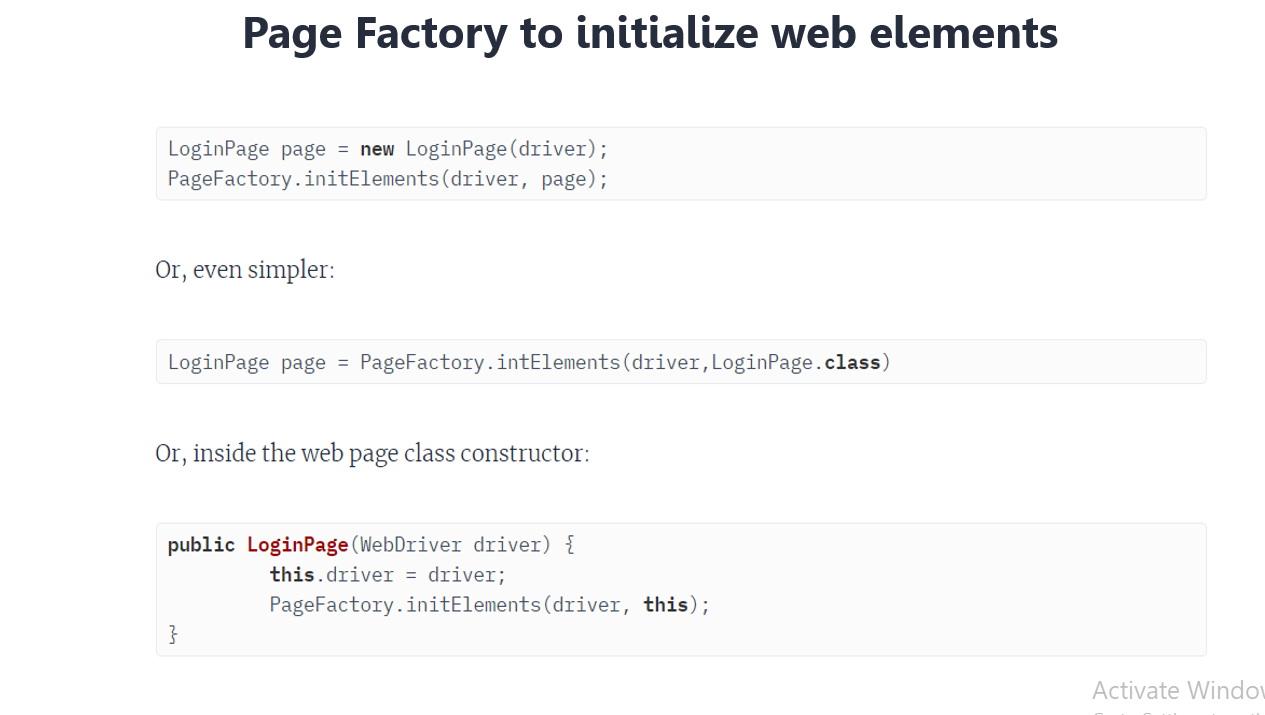 Page Factory to initialize web elements
LoginPage page = new LoginPage(driver);
PageFactory.initElements(driver, page);
Or, even simpler:
LoginPage page = PageFactory.intElements(driver,LoginPage.class)
Or, inside the web page class constructor:
public LoginPage(WebDriver driver) {
this.driver = driver;
PageFactory.initElements(driver, this);
}
Activate